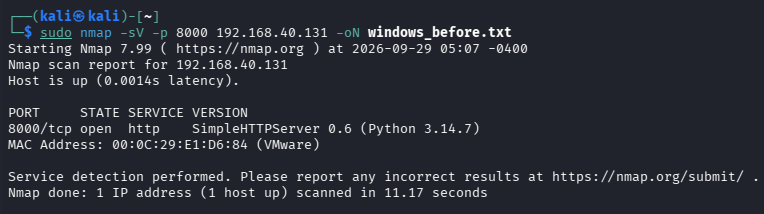 ┌──(kali㉿kali)-[~]
└─$ sudo nmap -sV -p 8000 192.168.40.131 -oN windows_before.txt
Starting Nmap 7.99 ( https://nmap.org ) at 2026-09-29 05:07 -0400
Nmap scan report for 192.168.40.131
Host is up (0.0014s latency).

PORT     STATE SERVICE VERSION
8000/tcp open  http    SimpleHTTPServer 0.6 (Python 3.14.7)
MAC Address: 00:0C:29:E1:D6:84 (VMware)

Service detection performed. Please report any incorrect results at https://nmap.org/submit/ .
Nmap done: 1 IP address (1 host up) scanned in 11.17 seconds